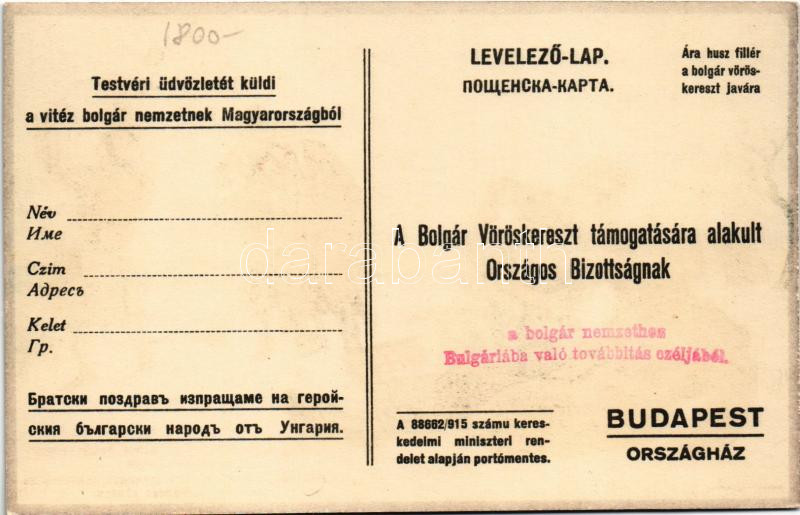 1800-
Testvéri üdvözletét küldi
a vitéz bolgár nemzetnek Magyarországból
Név
Име
Czim
Адресъ
Kelet
Гр.
Братски поздравъ изпращаме на герой-
ския български народъ отъ Унгария.
LEVELEZŐ-LAP.
ПОЩЕНСКА-КАРТА.
Ára husz fillér
a bolgár vörös-
kereszt javára
A Bolgár Vöröskereszt támogatására alakult
Országos Bizottságnak
a bolgár nemzethez
Bulgáriába való továbbitás czéljából.
A 88662/915 számu keres-
kedelmi miniszteri ren-
delet alapján portómentes.
BUDAPEST
ORSZÁGHÁZ
darabanth